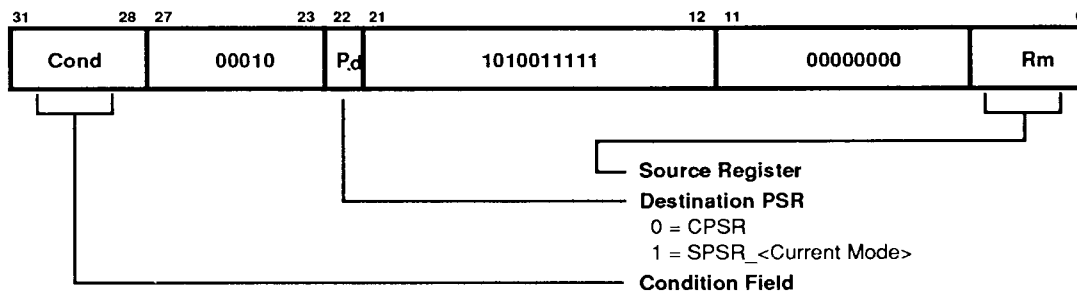 31 28 27 23 22 21 12 11
Cond 00010 Pd 1010011111 00000000 Rm
Source Register
Destination PSR
0 = CPSR
1 = SPSR_<Current Mode>
Condition Field